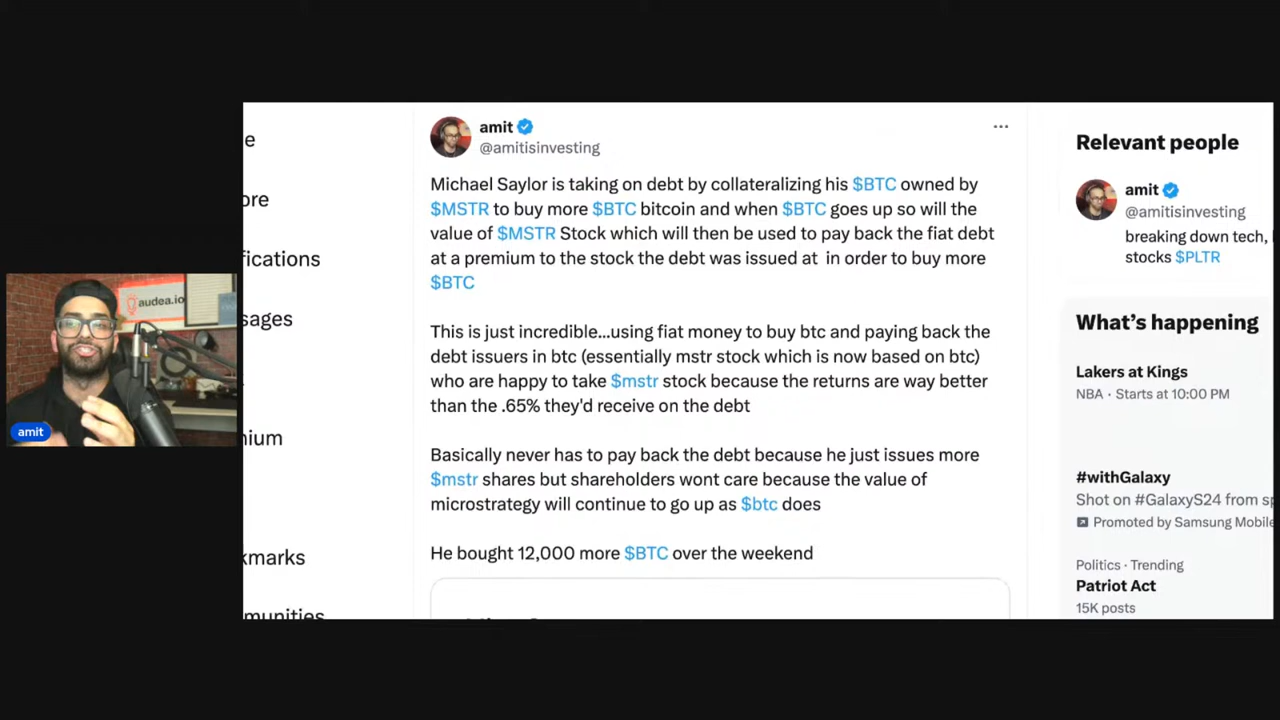 amit
@amitisinvesting
Michael Saylor is taking on debt by collateralizing his $BTC owned by
$MSTR to buy more $BTC bitcoin and when $BTC goes up so will the
value of $MSTR Stock which will then be used to pay back the fiat debt
at a premium to the stock the debt was issued at  in order to buy more
$BTC
This is just incredible...using fiat money to buy btc and paying back the
debt issuers in btc (essentially mstr stock which is now based on btc)
who are happy to take $mstr stock because the returns are way better
than the .65% they'd receive on the debt
Basically never has to pay back the debt because he just issues more
$mstr shares but shareholders wont care because the value of
microstrategy will continue to go up as $btc does
He bought 12,000 more $BTC over the weekend
e
ore
ifications
sages
nium
kmarks
munities
audea.io
amit
Relevant people
amit
@amitisinvesting
breaking down tech,
stocks $PLTR
What's happening
Lakers at Kings
NBA · Starts at 10:00 PM
#withGalaxy
Shot on #GalaxyS24 from sp
Promoted by Samsung Mobile
Politics · Trending
Patriot Act
15K posts